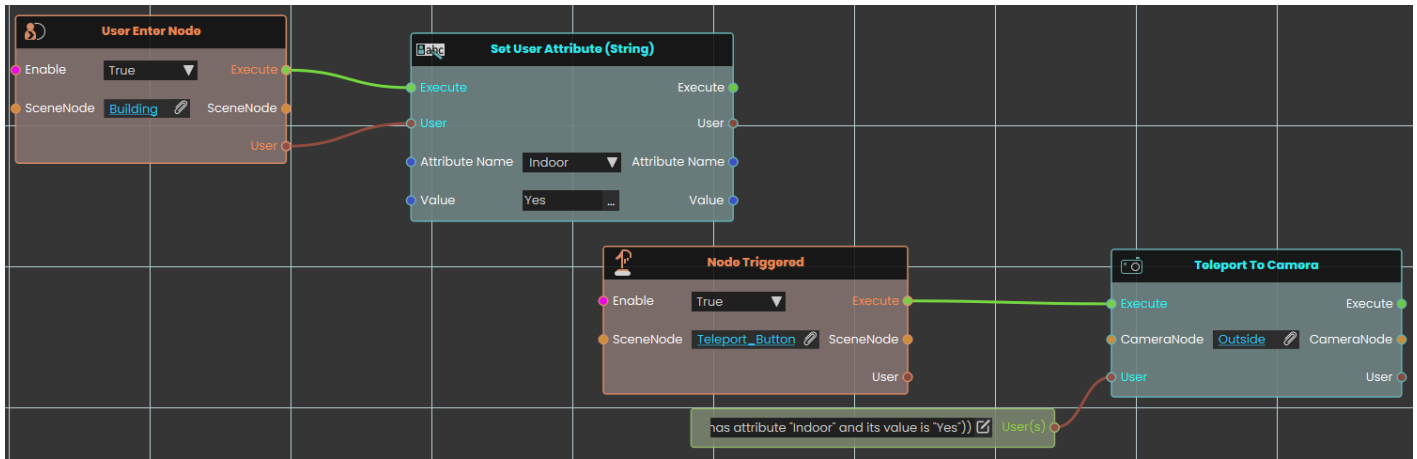 User Enter Node
Enable True ▼ Execute
SceneNode Building SceneNode
User
abc Set User Attribute (String)
Execute Execute
User User
Attribute Name Indoor ▼ Attribute Name
Value Yes ... Value
Node Triggered
Enable True ▼ Execute
SceneNode Teleport_Button SceneNode
User
Teleport To Camera
Execute Execute
CameraNode Outside CameraNode
User User
has attribute "Indoor" and its value is "Yes")) User(s)